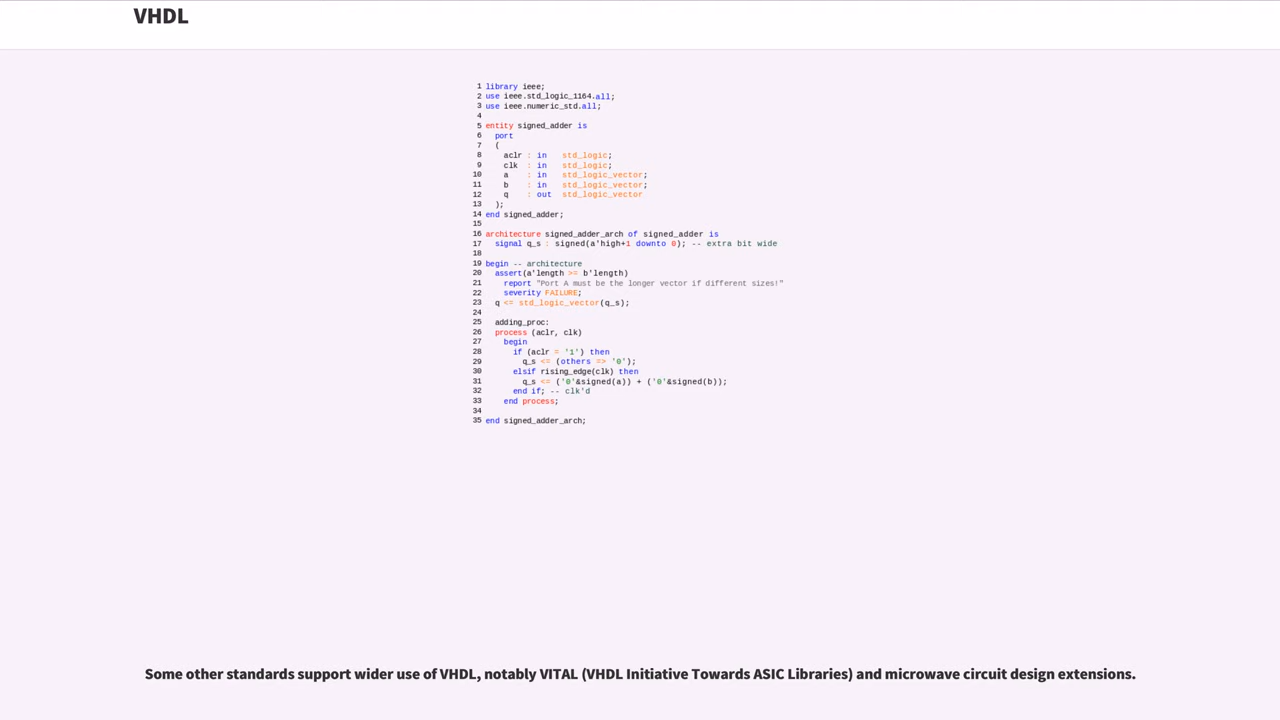 VHDL
1 library ieee;
2 use ieee.std_logic_1164.all;
3 use ieee.numeric_std.all;
4
5 entity signed_adder is
6   port
7   (
8     aclr : in   std_logic;
9     clk  : in   std_logic;
10     a    : in   std_logic_vector;
11     b    : in   std_logic_vector;
12     q    : out  std_logic_vector
13   );
14 end signed_adder;
15
16 architecture signed_adder_arch of signed_adder is
17   signal q_s : signed(a'high+1 downto 0); -- extra bit wide
18
19 begin -- architecture
20   assert(a'length >= b'length)
21     report "Port A must be the longer vector if different sizes!"
22     severity FAILURE;
23   q <= std_logic_vector(q_s);
24
25   adding_proc:
26   process (aclr, clk)
27     begin
28       if (aclr = '1') then
29         q_s <= (others => '0');
30       elsif rising_edge(clk) then
31         q_s <= ('0'&signed(a)) + ('0'&signed(b));
32       end if; -- clk'd
33     end process;
34
35 end signed_adder_arch;
Some other standards support wider use of VHDL, notably VITAL (VHDL Initiative Towards ASIC Libraries) and microwave circuit design extensions.